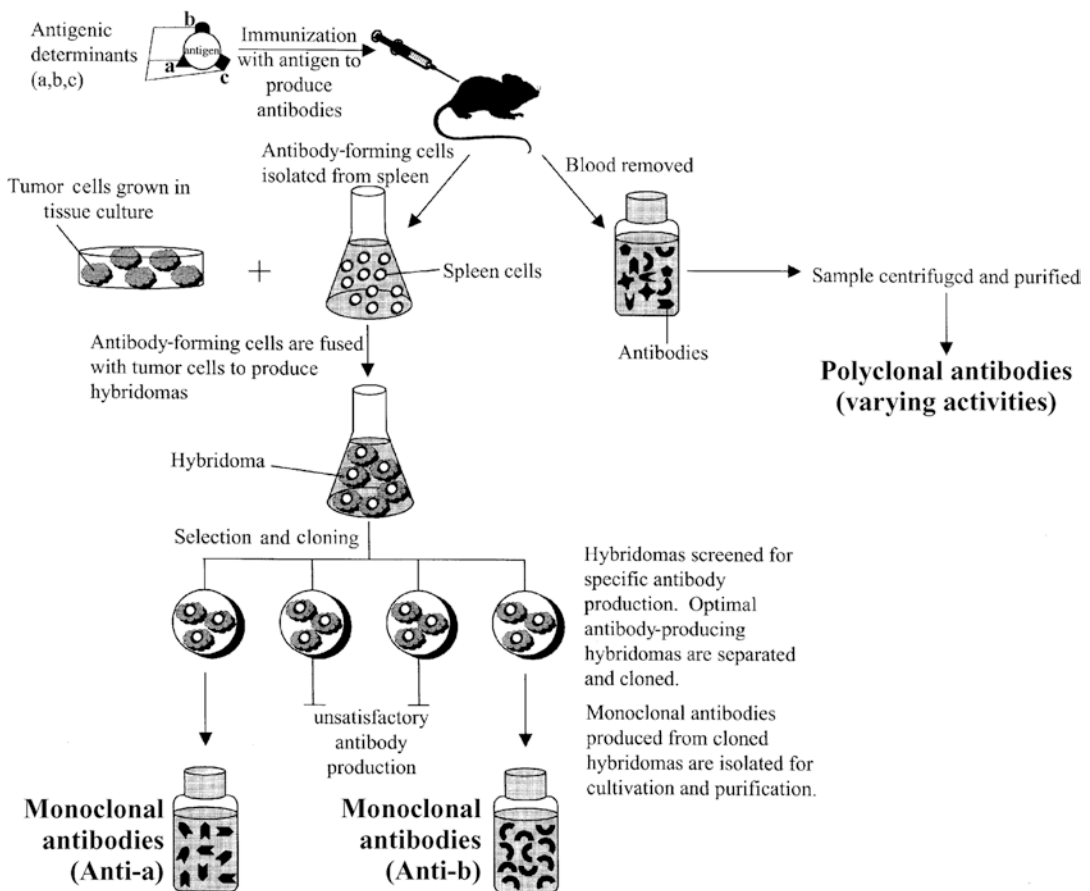 Antigenic
determinants
(a,b,c)
b
antigen
a
c
Immunization
with antigen to
produce
antibodies
Antibody-forming cells
isolated from spleen
Blood removed
Tumor cells grown in
tissue culture
+
Spleen cells
Antibodies
Sample centrifuged and purified
Polyclonal antibodies
(varying activities)
Antibody-forming cells are fused
with tumor cells to produce
hybridomas
Hybridoma
Selection and cloning
Hybridomas screened for
specific antibody
production. Optimal
antibody-producing
hybridomas are separated
and cloned.
unsatisfactory
antibody
production
Monoclonal antibodies
produced from cloned
hybridomas are isolated for
cultivation and purification.
Monoclonal
antibodies
(Anti-a)
Monoclonal
antibodies
(Anti-b)